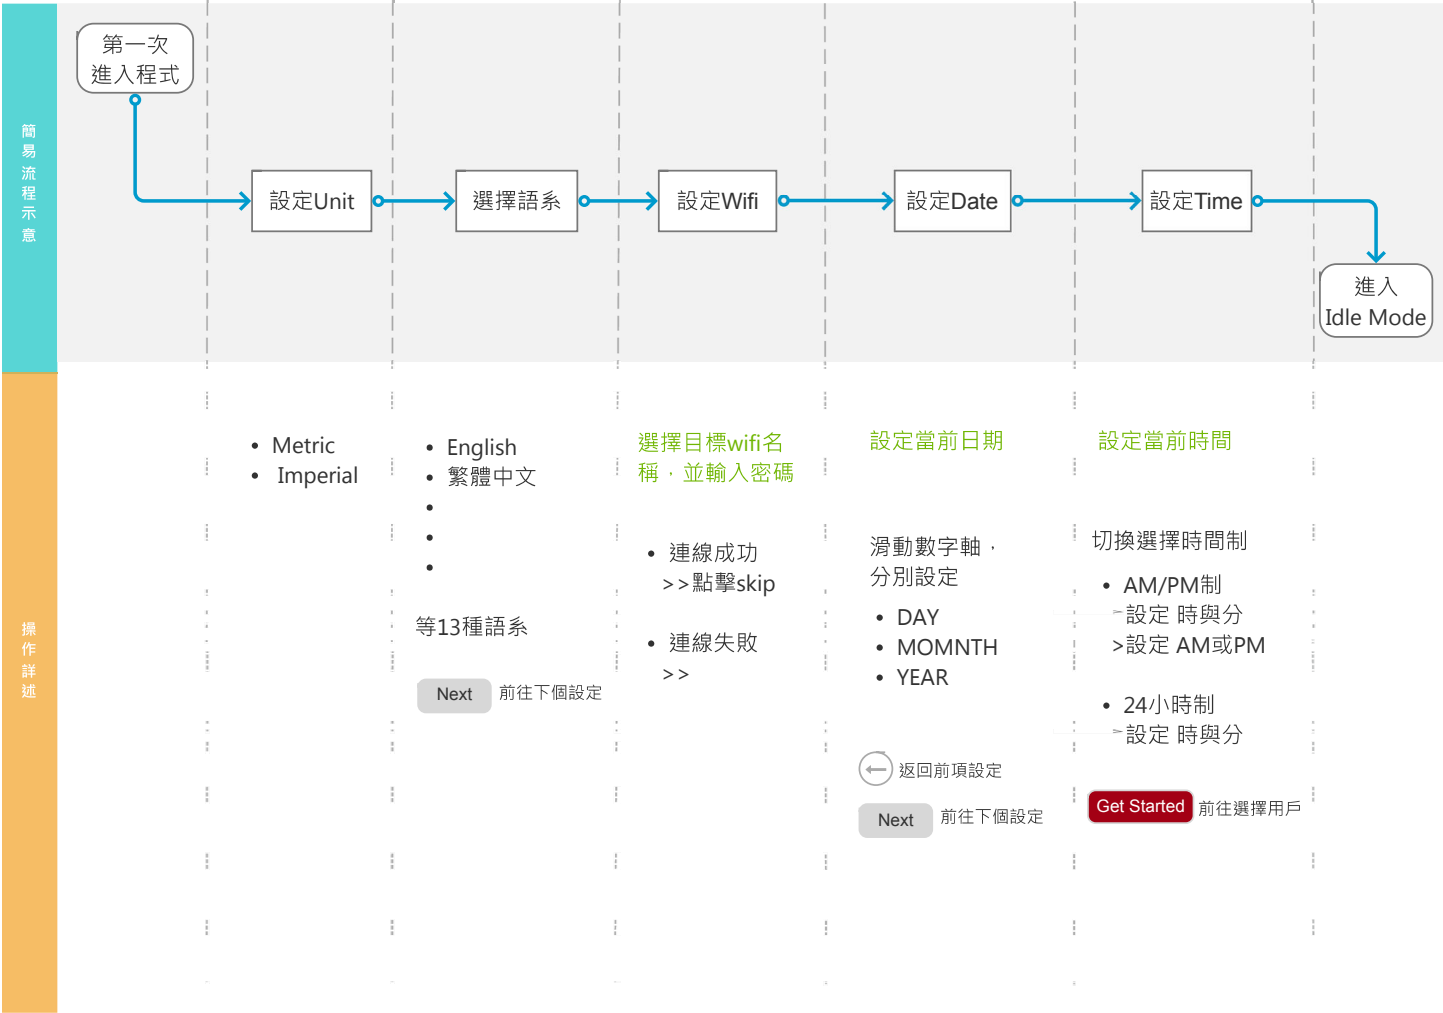 簡易流程示意
第一次
進入程式
設定Unit
選擇語系
設定Wifi
設定Date
設定Time
進入
Idle Mode
操作詳述
• Metric
• Imperial
• English
• 繁體中文
•
•
•
等13種語系
Next 前往下個設定
選擇目標wifi名
稱，並輸入密碼
• 連線成功
>>點擊skip
• 連線失敗
>>
設定當前日期
滑動數字軸，
分別設定
• DAY
• MOMNTH
• YEAR
返回前項設定
Next 前往下個設定
設定當前時間
切換選擇時間制
• AM/PM制
>設定 時與分
>設定 AM或PM
• 24小時制
>設定 時與分
Get Started 前往選擇用戶